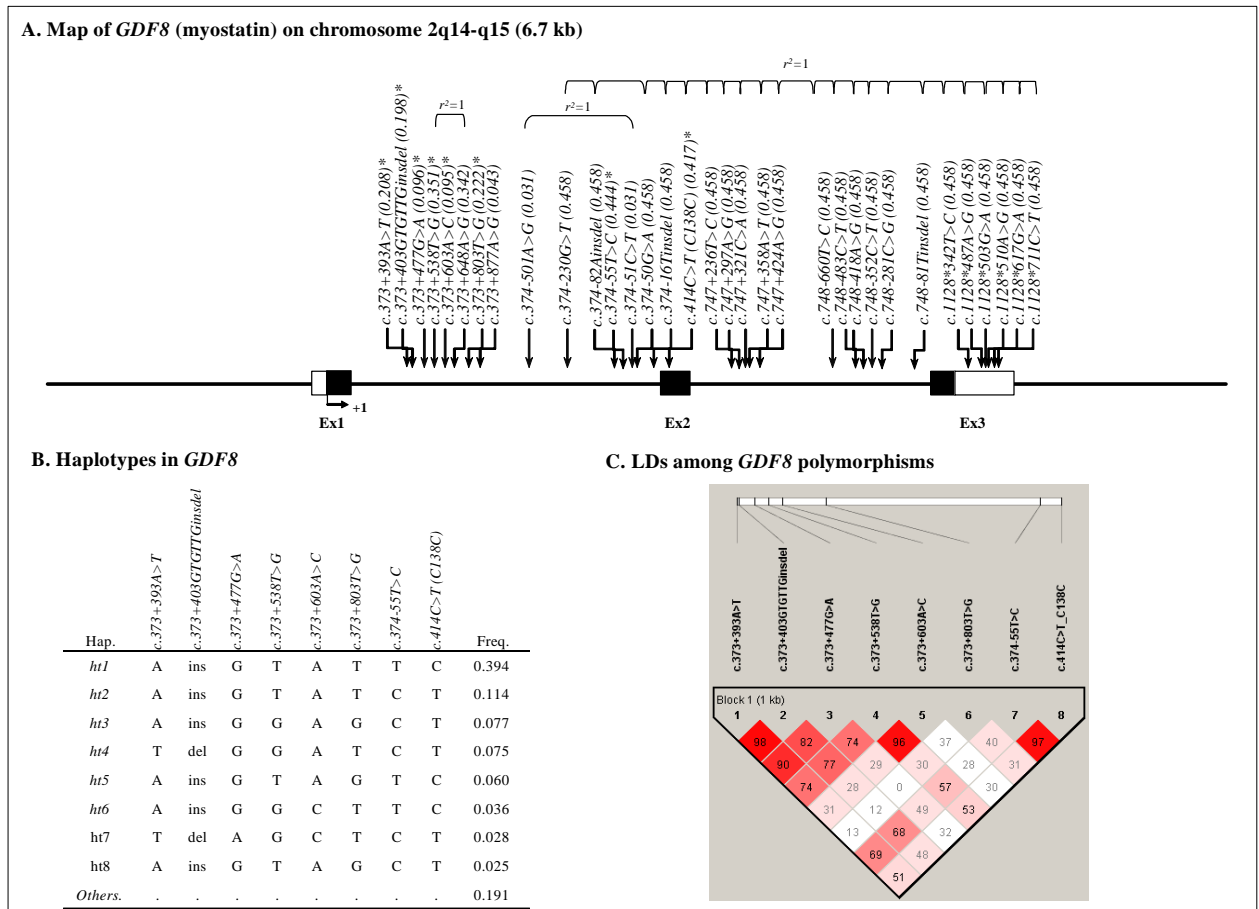 A. Map of GDF8 (myostatin) on chromosome 2q14-q15 (6.7 kb)
r²=1
r²=1
r²=1
c.373+393A>T (0.208)*
c.373+403GTGTTGinsdel (0.198)*
c.373+477G>A (0.096)*
c.373+538T>G (0.351)*
c.373+603A>C (0.095)*
c.373+648A>G (0.342)
c.373+803T>G (0.222)*
c.373+877A>G (0.043)
c.374-501A>G (0.031)
c.374-230G>T (0.458)
c.374-82Ainsdel (0.458)
c.374-55T>C (0.444)*
c.374-51C>T (0.031)
c.374-50G>A (0.458)
c.374-16Tinsdel (0.458)
c.414C>T (C138C) (0.417)*
c.747+236T>C (0.458)
c.747+297A>G (0.458)
c.747+321C>A (0.458)
c.747+358A>T (0.458)
c.747+424A>G (0.458)
c.748-660T>C (0.458)
c.748-483C>T (0.458)
c.748-418A>G (0.458)
c.748-352C>T (0.458)
c.748-281C>G (0.458)
c.748-81Tinsdel (0.458)
c.1128*342T>C (0.458)
c.1128*487A>G (0.458)
c.1128*503G>A (0.458)
c.1128*510A>G (0.458)
c.1128*617G>A (0.458)
c.1128*711C>T (0.458)
+1
Ex1 Ex2 Ex3
B. Haplotypes in GDF8
Hap. c.373+393A>T c.373+403GTGTTGinsdel c.373+477G>A c.373+538T>G c.373+603A>C c.373+803T>G c.374-55T>C c.414C>T (C138C) Freq.
ht1 A ins G T A T T C 0.394
ht2 A ins G T A T C T 0.114
ht3 A ins G G A G C T 0.077
ht4 T del G G A T C T 0.075
ht5 A ins G T A G T C 0.060
ht6 A ins G G C T T C 0.036
ht7 T del A G C T C T 0.028
ht8 A ins G T A G C T 0.025
Others. . . . . . . . . 0.191
C. LDs among GDF8 polymorphisms
c.373+393A>T
c.373+403GTGTTGinsdel
c.373+477G>A
c.373+538T>G
c.373+603A>C
c.373+803T>G
c.374-55T>C
c.414C>T_C138C
Block 1 (1 kb)
1 2 3 4 5 6 7 8
98 82 74 96 37 40 97
90 77 29 30 28 31
74 28 0 57 30
31 12 49 53
13 68 32
69 48
51